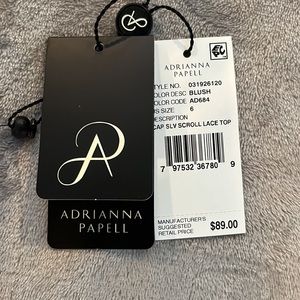 ADRIANNA
PAPELL
ADRIANNA
PAPELL
STYLE NO. 031926120
COLOR DESC BLUSH
COLOR CODE AD684
US SIZE 6
DESCRIPTION
CAP SLV SCROLL LACE TOP
7 97532 36780 9
MANUFACTURER'S
SUGGESTED
RETAIL PRICE
$89.00